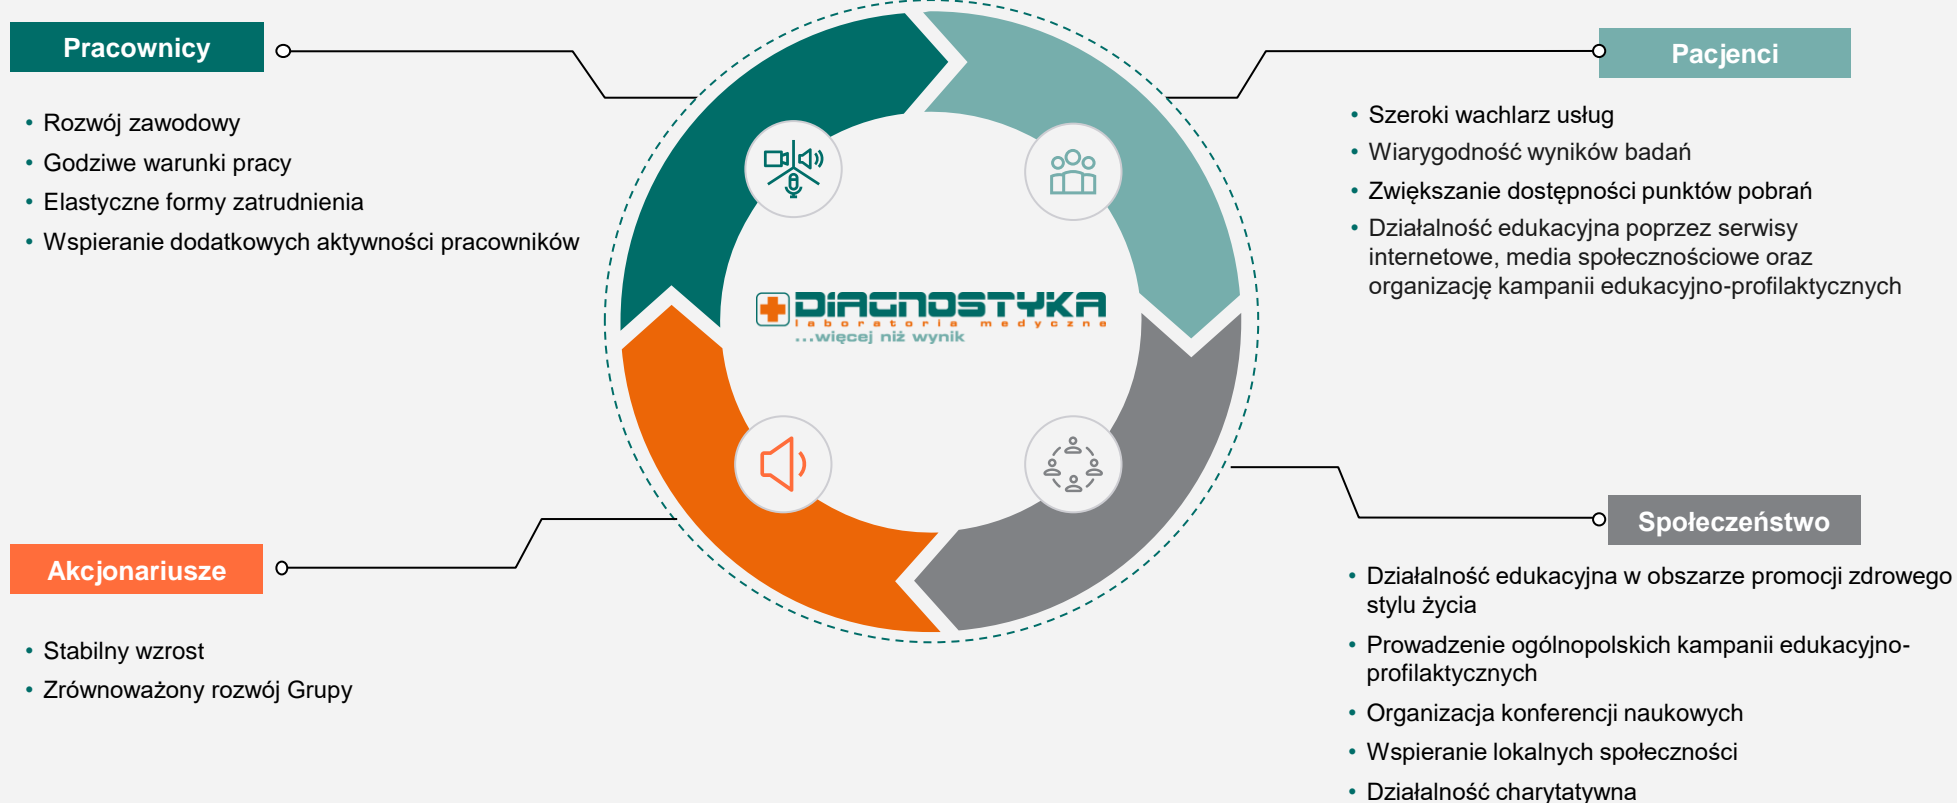 Pracownicy
• Rozwój zawodowy
• Godziwe warunki pracy
• Elastyczne formy zatrudnienia
• Wspieranie dodatkowych aktywności pracowników
Pacjenci
• Szeroki wachlarz usług
• Wiarygodność wyników badań
• Zwiększanie dostępności punktów pobrań
• Działalność edukacyjna poprzez serwisy
internetowe, media społecznościowe oraz
organizację kampanii edukacyjno-profilaktycznych
DiAGNOSTYKA
laboratoria medyczne
...więcej niż wynik
Akcjonariusze
• Stabilny wzrost
• Zrównoważony rozwój Grupy
Społeczeństwo
• Działalność edukacyjna w obszarze promocji zdrowego
stylu życia
• Prowadzenie ogólnopolskich kampanii edukacyjno-
profilaktycznych
• Organizacja konferencji naukowych
• Wspieranie lokalnych społeczności
• Działalność charytatywna